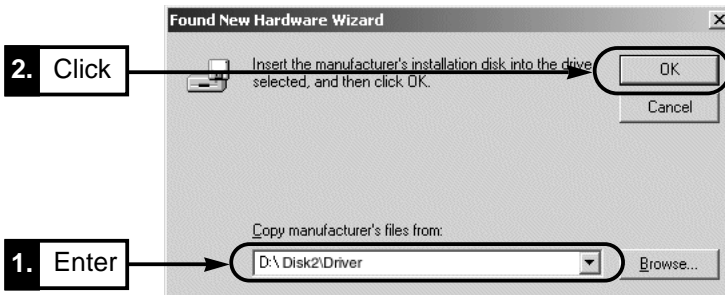 Found New Hardware Wizard
2. Click
Insert the manufacturer's installation disk into the drive
selected, and then click OK.
OK
Cancel
Copy manufacturer's files from:
1. Enter
D:\ Disk2\Driver
Browse...